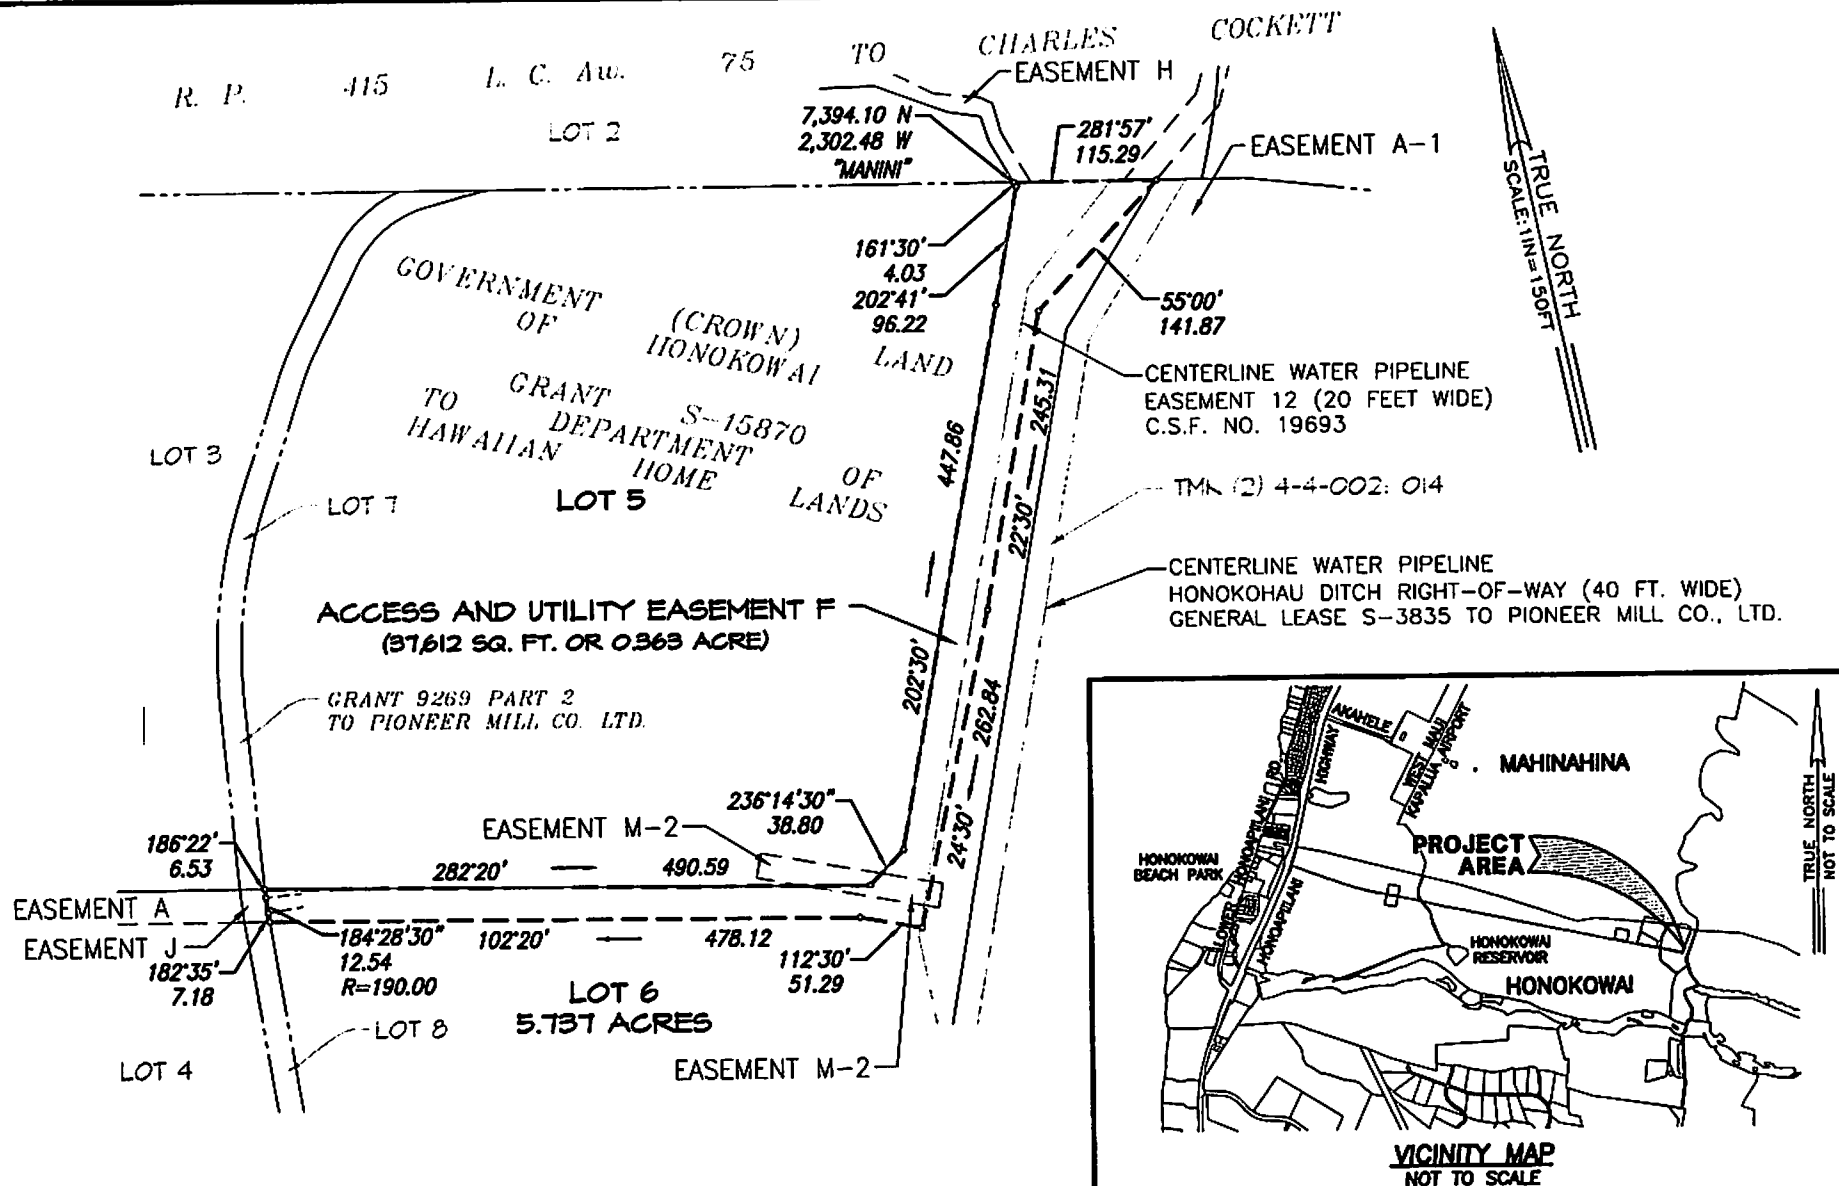 R. P. 415 L. C. Aw. 75 TO CHARLES COCKETT
EASEMENT H
LOT 2
7,394.10 N
2,302.48 W
"MANINI"
281°57'
115.29
EASEMENT A-1
TRUE NORTH
SCALE: 1IN=150FT
161°30'
4.03
202°41'
96.22
55°00'
141.87
GOVERNMENT (CROWN) LAND
OF HONOKOWAI
GRANT S-15870
TO DEPARTMENT OF
HAWAIIAN HOME LANDS
CENTERLINE WATER PIPELINE
EASEMENT 12 (20 FEET WIDE)
C.S.F. NO. 19693
LOT 3
LOT 7
LOT 5
447.86
245.31
22°30'
TMK (2) 4-4-002: 014
CENTERLINE WATER PIPELINE
HONOKOHAU DITCH RIGHT-OF-WAY (40 FT. WIDE)
GENERAL LEASE S-3835 TO PIONEER MILL CO., LTD.
ACCESS AND UTILITY EASEMENT F
(37,612 SQ. FT. OR 0.363 ACRE)
202°30'
262.84
24°30'
GRANT 9269 PART 2
TO PIONEER MILL CO. LTD.
236°14'30"
38.80
EASEMENT M-2
186°22'
6.53
282°20' 490.59
EASEMENT A
EASEMENT J
182°35'
7.18
184°28'30"
12.54
R=190.00
102°20' 478.12
112°30'
51.29
LOT 6
5.737 ACRES
LOT 8
LOT 4
EASEMENT M-2
AKAHELE
HIGHWAY
WEST MAUI
KAPALUA AIRPORT
MAHINAHINA
TRUE NORTH
NOT TO SCALE
PROJECT
AREA
HONOKOWAI
BEACH PARK
LOWER HONOAPIILANI RD
HONOAPIILANI
HONOKOWAI
RESERVOIR
HONOKOWAI
VICINITY MAP
NOT TO SCALE